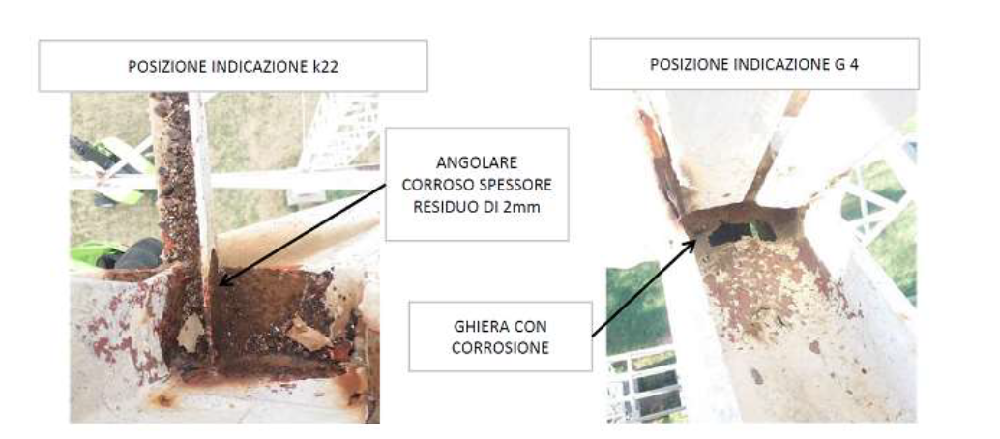 POSIZIONE INDICAZIONE k22
POSIZIONE INDICAZIONE G 4
ANGOLARE
CORROSO SPESSORE
RESIDUO DI 2mm
GHIERA CON
CORROSIONE